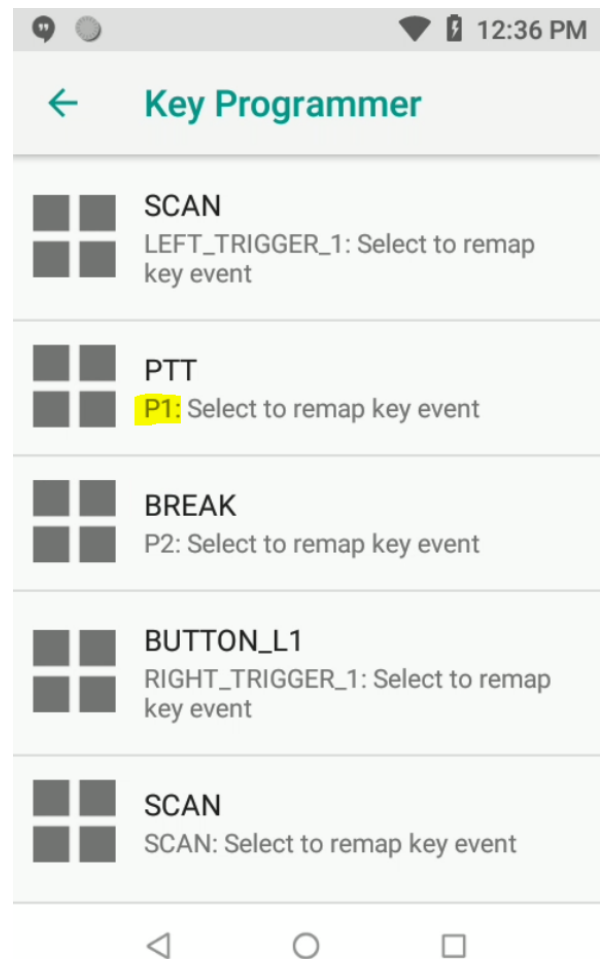 12:36 PM
Key Programmer
SCAN
LEFT_TRIGGER_1: Select to remap
key event
PTT
P1: Select to remap key event
BREAK
P2: Select to remap key event
BUTTON_L1
RIGHT_TRIGGER_1: Select to remap
key event
SCAN
SCAN: Select to remap key event